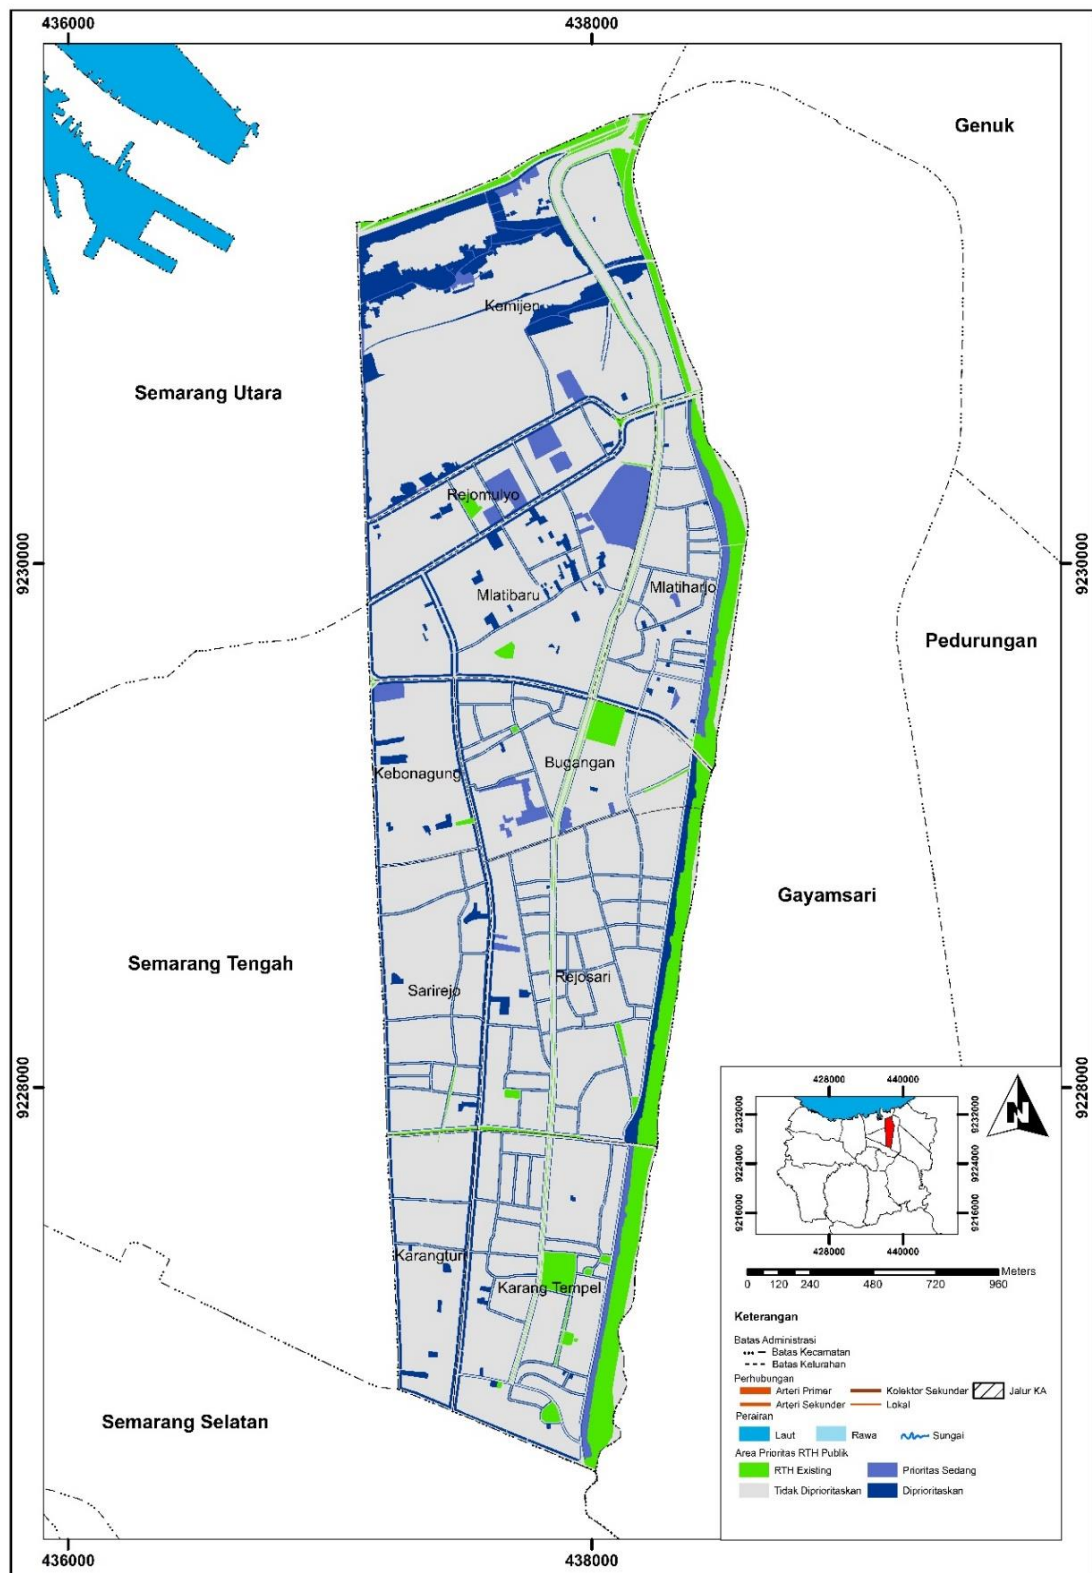 436000
438000
Genuk
Kemijen
Semarang Utara
Rejomulyo
9230000
9230000
Mlatibaru
Mlatiharjo
Pedurungan
Bugangan
Kebonagung
Gayamsari
Semarang Tengah
Rejosari
Sarirejo
9228000
9228000
428000
440000
9232000
9232000
N
9224000
9224000
9216000
9216000
428000
440000
Karangturi
Karang Tempel
Meters
0 120 240 480 720 960
Keterangan
Batas Administrasi
Batas Kecamatan
Batas Kelurahan
Perhubungan
Arteri Primer
Kolektor Sekunder
Jalur KA
Arteri Sekunder
Lokal
Semarang Selatan
Perairan
Laut
Rawa
Sungai
Area Prioritas RTH Publik
RTH Existing
Prioritas Sedang
Tidak Diprioritaskan
Diprioritaskan
436000
438000